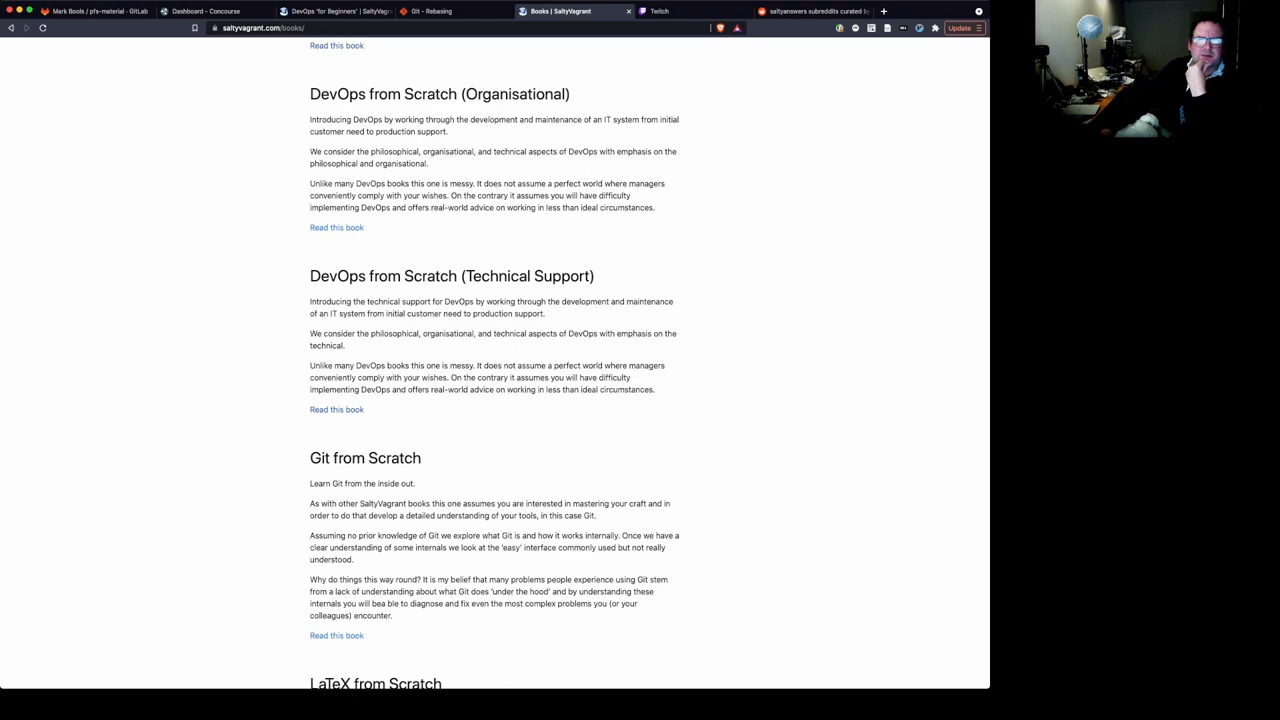 Mark Bools / pfs-material · GitLab
Dashboard - Concourse
DevOps 'for Beginners' | SaltyVagr
Git - Rebasing
Books | SaltyVagrant
Twitch
saltyanswers subreddits curated by
saltyvagrant.com/books/
Update
Read this book
DevOps from Scratch (Organisational)
Introducing DevOps by working through the development and maintenance of an IT system from initial
customer need to production support.
We consider the philosophical, organisational, and technical aspects of DevOps with emphasis on the
philosophical and organisational.
Unlike many DevOps books this one is messy. It does not assume a perfect world where managers
conveniently comply with your wishes. On the contrary it assumes you will have difficulty
implementing DevOps and offers real-world advice on working in less than ideal circumstances.
Read this book
DevOps from Scratch (Technical Support)
Introducing the technical support for DevOps by working through the development and maintenance
of an IT system from initial customer need to production support.
We consider the philosophical, organisational, and technical aspects of DevOps with emphasis on the
technical.
Unlike many DevOps books this one is messy. It does not assume a perfect world where managers
conveniently comply with your wishes. On the contrary it assumes you will have difficulty
implementing DevOps and offers real-world advice on working in less than ideal circumstances.
Read this book
Git from Scratch
Learn Git from the inside out.
As with other SaltyVagrant books this one assumes you are interested in mastering your craft and in
order to do that develop a detailed understanding of your tools, in this case Git.
Assuming no prior knowledge of Git we explore what Git is and how it works internally. Once we have a
clear understanding of some internals we look at the 'easy' interface commonly used but not really
understood.
Why do things this way round? It is my belief that many problems people experience using Git stem
from a lack of understanding about what Git does 'under the hood' and by understanding these
internals you will bea ble to diagnose and fix even the most complex problems you (or your
colleagues) encounter.
Read this book
LaTeX from Scratch